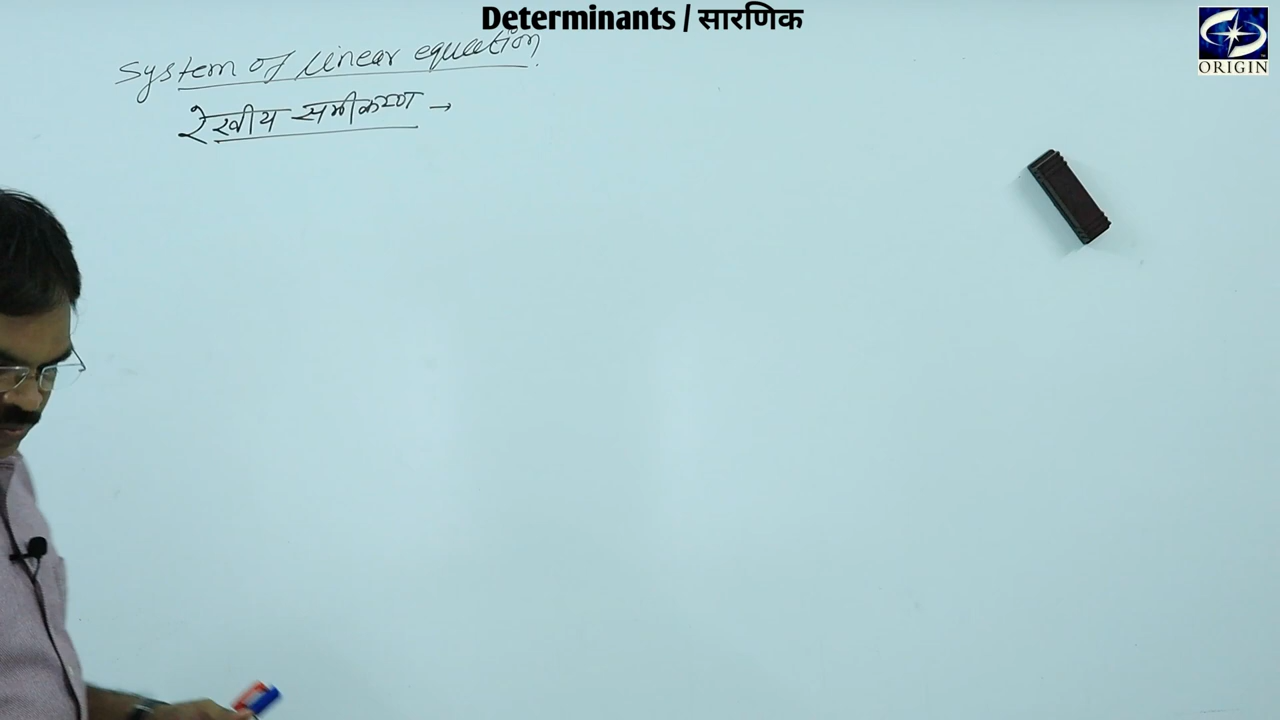 Determinants / सारणिक
ORIGIN
System of linear equation.
रेखीय समीकरण →